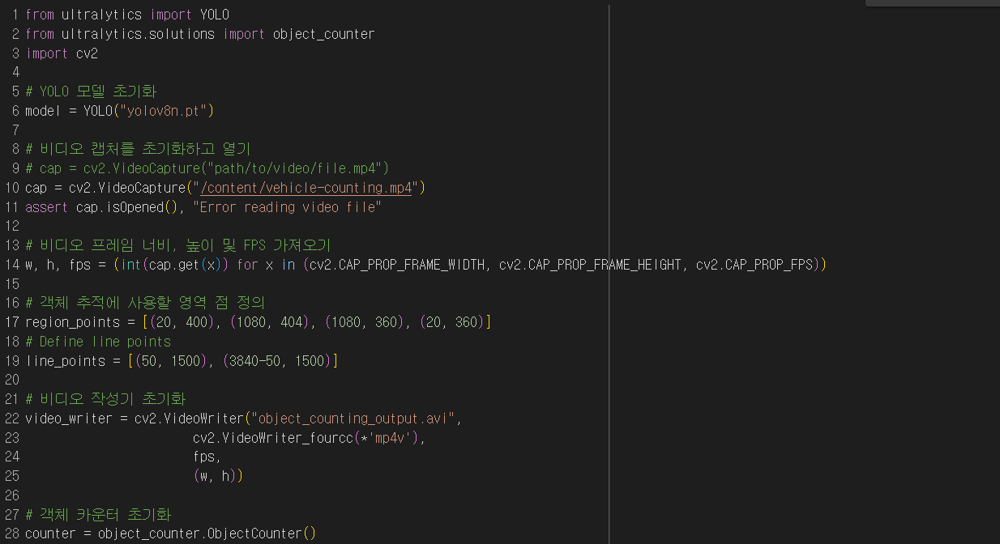 1 from ultralytics import YOLO
2 from ultralytics.solutions import object_counter
3 import cv2
4
5 # YOLO 모델 초기화
6 model = YOLO("yolov8n.pt")
7
8 # 비디오 캡처를 초기화하고 열기
9 # cap = cv2.VideoCapture("path/to/video/file.mp4")
10 cap = cv2.VideoCapture("/content/vehicle-counting.mp4")
11 assert cap.isOpened(), "Error reading video file"
12
13 # 비디오 프레임 너비, 높이 및 FPS 가져오기
14 w, h, fps = (int(cap.get(x)) for x in (cv2.CAP_PROP_FRAME_WIDTH, cv2.CAP_PROP_FRAME_HEIGHT, cv2.CAP_PROP_FPS))
15
16 # 객체 추적에 사용할 영역 점 정의
17 region_points = [(20, 400), (1080, 404), (1080, 360), (20, 360)]
18 # Define line points
19 line_points = [(50, 1500), (3840-50, 1500)]
20
21 # 비디오 작성기 초기화
22 video_writer = cv2.VideoWriter("object_counting_output.avi",
23 cv2.VideoWriter_fourcc(*'mp4v'),
24 fps,
25 (w, h))
26
27 # 객체 카운터 초기화
28 counter = object_counter.ObjectCounter()